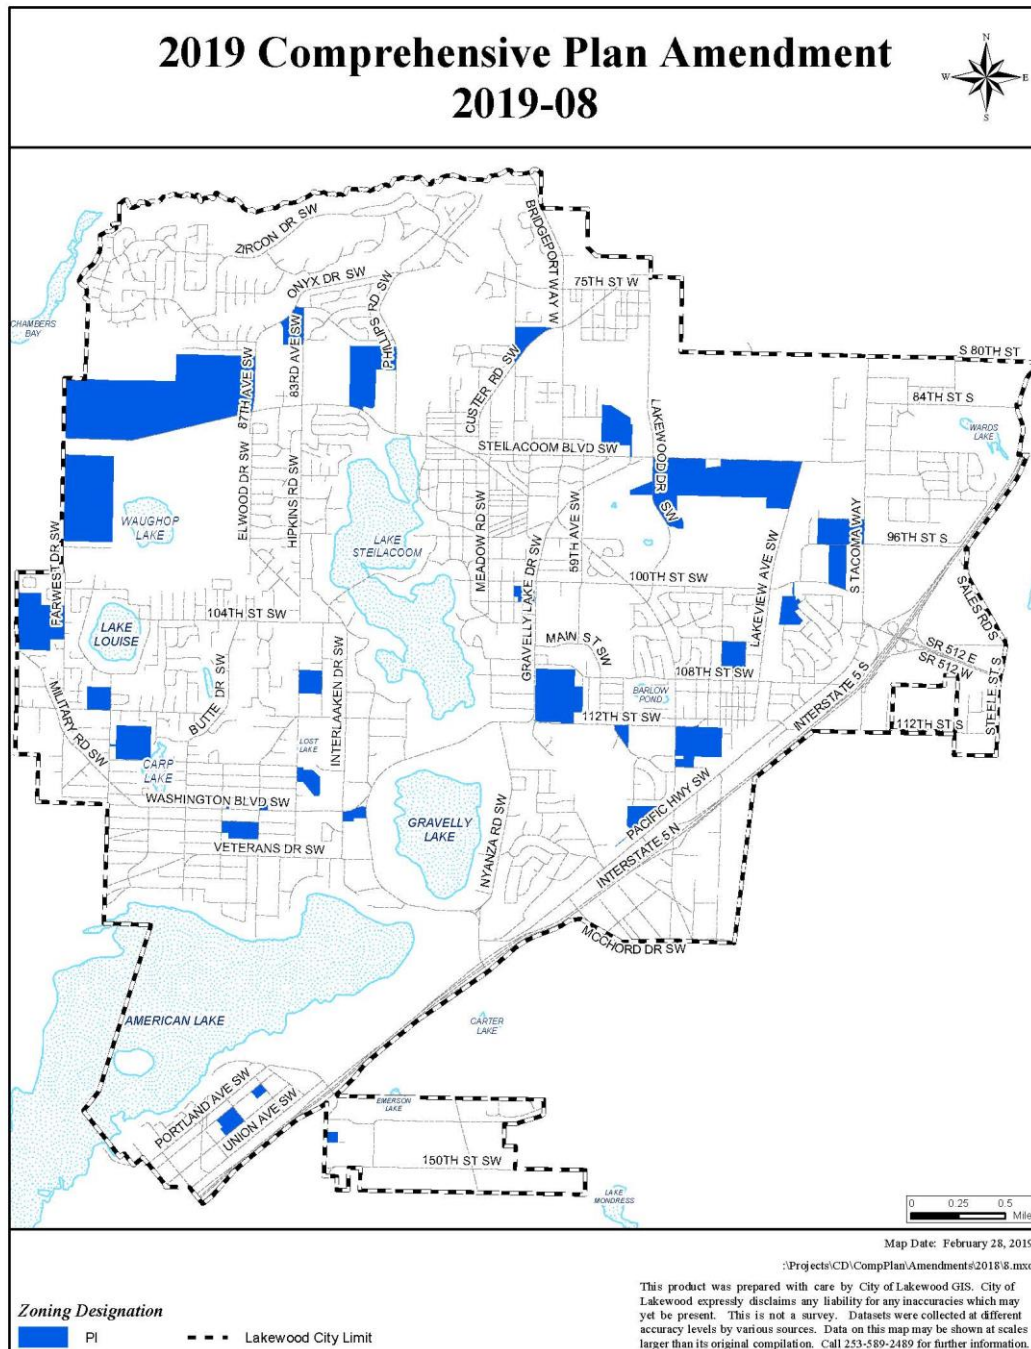 2019 Comprehensive Plan Amendment
2019-08
N
W
E
S
ZIRCON DR SW
BRIDGEPORT WAY W
ONYX DR SW
PHILLIPS RD SW
75TH ST W
CHAMBERS
BAY
83RD AVE SW
87TH AVE SW
CUSTER RD SW
S 80TH ST
84TH ST S
WARDS
LAKE
STEILACOOM BLVD SW
LAKEWOOD DR SW
ELWOOD DR SW
HIPKINS RD SW
WAUGHOP
LAKE
LAKE
STEILACOOM
MEADOW RD SW
59TH AVE SW
GRAVELLY LAKE DR SW
LAKEVIEW AVE SW
S TACOMA WAY
96TH ST S
FARWEST DR SW
100TH ST SW
SALES RD S
104TH ST SW
LAKE
LOUISE
MAIN ST SW
SR 512 E
SR 512 W
108TH ST SW
INTERLAAKEN DR SW
BUTTE DR SW
MILITARY RD SW
BARLOW
POND
112TH ST SW
INTERSTATE 5 S
112TH ST S
STEELE ST S
LOST
LAKE
CARP
LAKE
WASHINGTON BLVD SW
GRAVELLY
LAKE
NYANZA RD SW
PACIFIC HWY SW
INTERSTATE 5 N
VETERANS DR SW
MCCHORD DR SW
AMERICAN LAKE
CARTER
LAKE
PORTLAND AVE SW
UNION AVE SW
EMERSON
LAKE
150TH ST SW
LAKE
MONDRESS
0 0.25 0.5
Mile
Map Date: February 28, 2019
:\Projects\CD\CompPlan\Amendments\2018\8.mxd
This product was prepared with care by City of Lakewood GIS. City of
Lakewood expressly disclaims any liability for any inaccuracies which may
yet be present. This is not a survey. Datasets were collected at different
accuracy levels by various sources. Data on this map may be shown at scales
larger than its original compilation. Call 253-589-2489 for further information.
Zoning Designation
PI
Lakewood City Limit